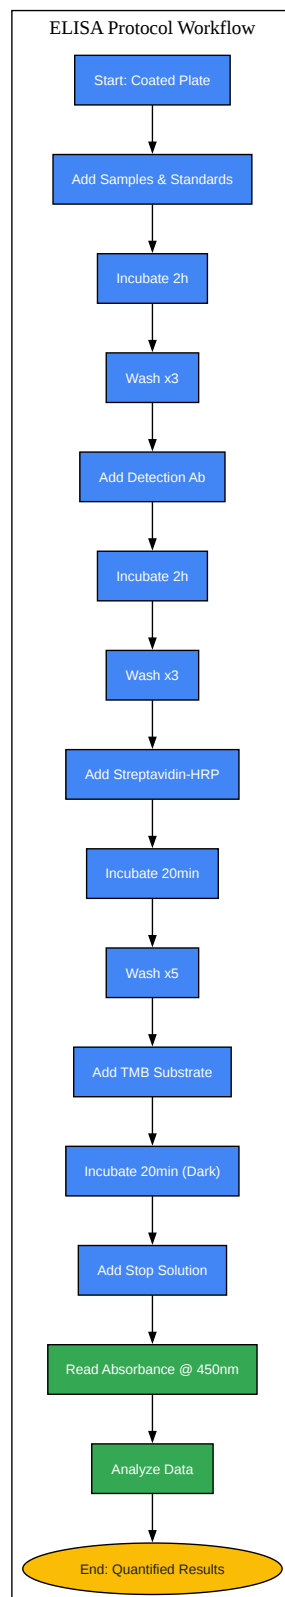 ELISA Protocol Workflow
Start: Coated Plate
Add Samples & Standards
Incubate 2h
Wash x3
Add Detection Ab
Incubate 2h
Wash x3
Add Streptavidin-HRP
Incubate 20min
Wash x5
Add TMB Substrate
Incubate 20min (Dark)
Add Stop Solution
Read Absorbance @ 450nm
Analyze Data
End: Quantified Results